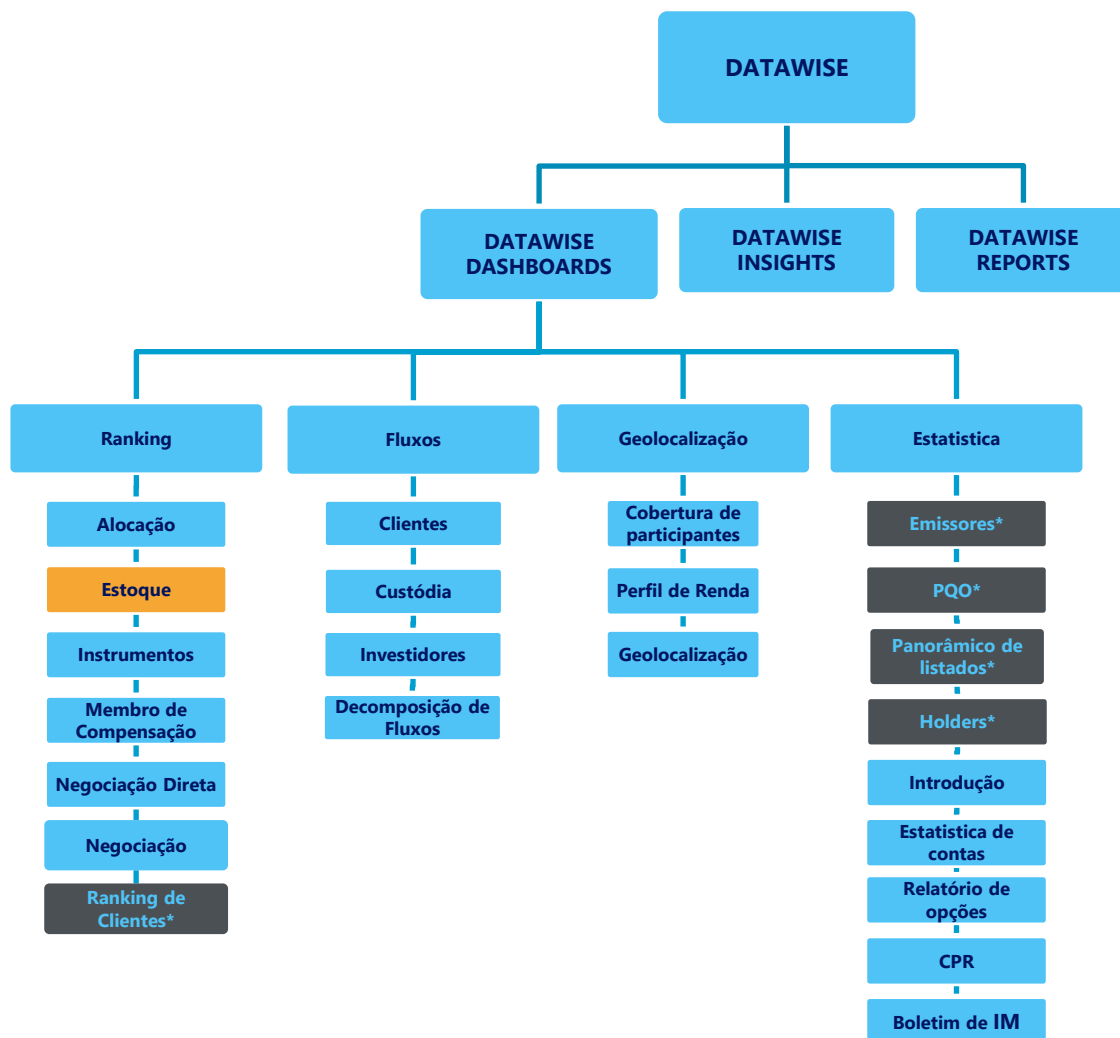 DATAWISE
DATAWISE
DASHBOARDS
DATAWISE
INSIGHTS
DATAWISE
REPORTS
Ranking
Fluxos
Geolocalização
Estatistica
Alocação
Estoque
Instrumentos
Membro de
Compensação
Negociação Direta
Negociação
Ranking de
Clientes*
Clientes
Custódia
Investidores
Decomposição de
Fluxos
Cobertura de
participantes
Perfil de Renda
Geolocalização
Emissores*
PQO*
Panorâmico de
listados*
Holders*
Introdução
Estatistica de
contas
Relatório de
opções
CPR
Boletim de IM